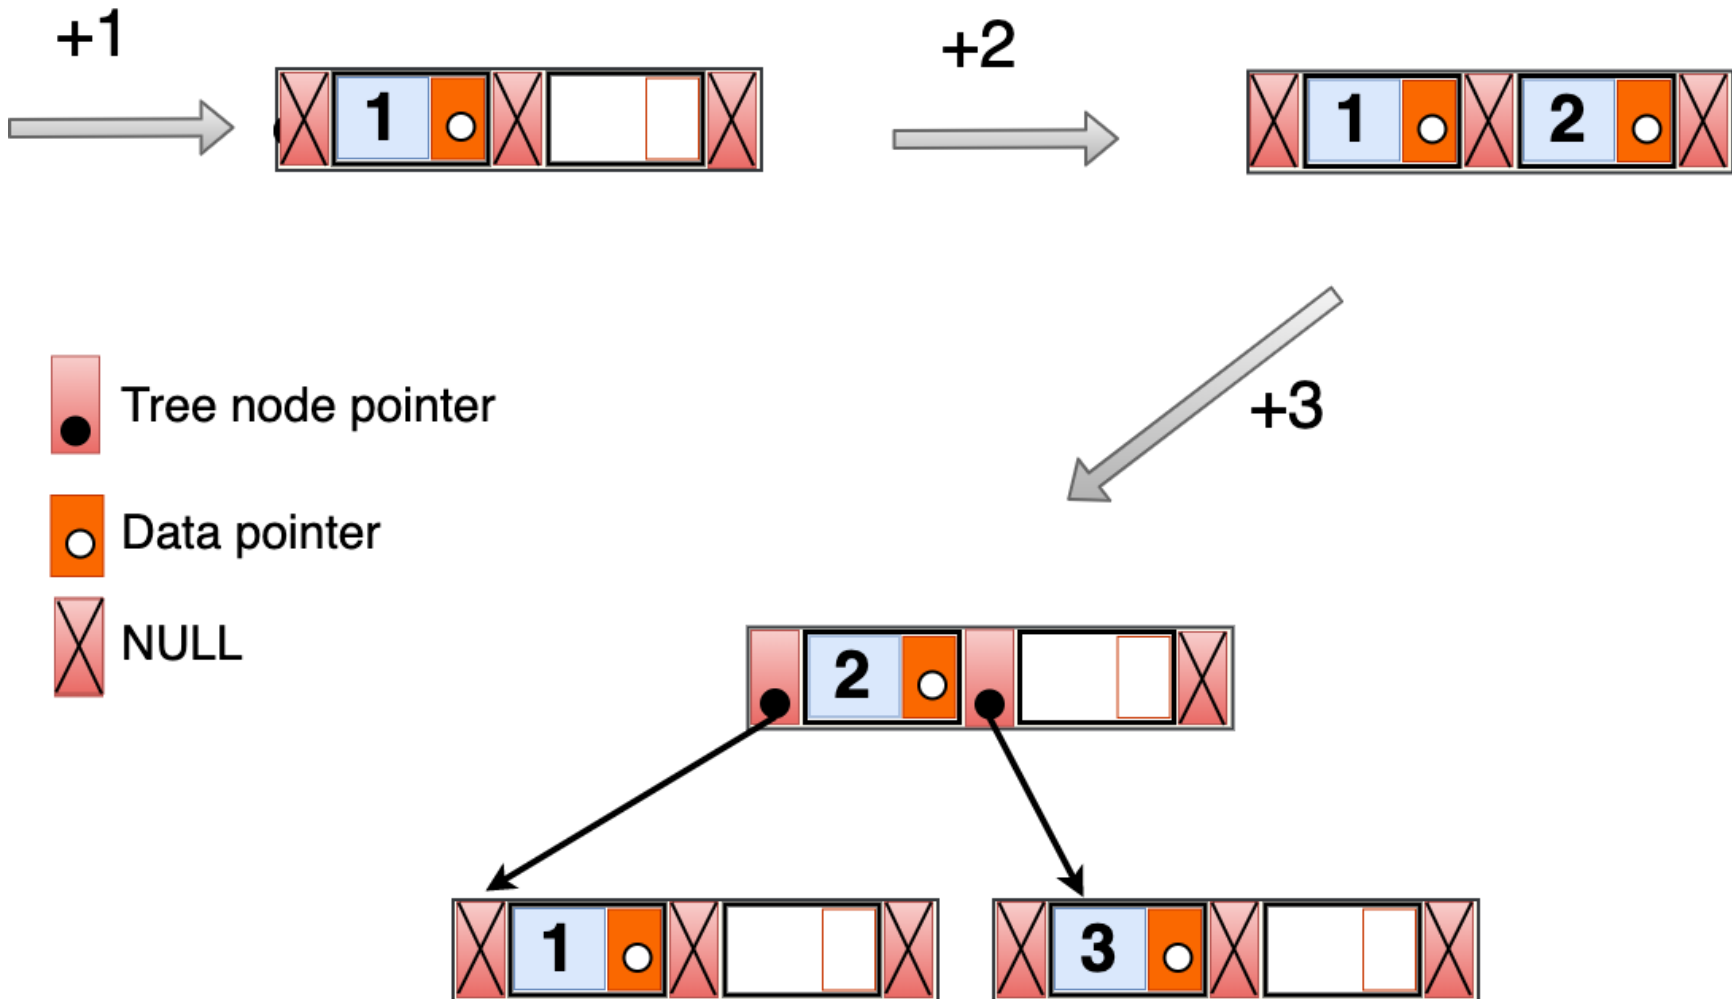 +1
1
+2
1 2
+3
Tree node pointer
Data pointer
NULL
2
1
3